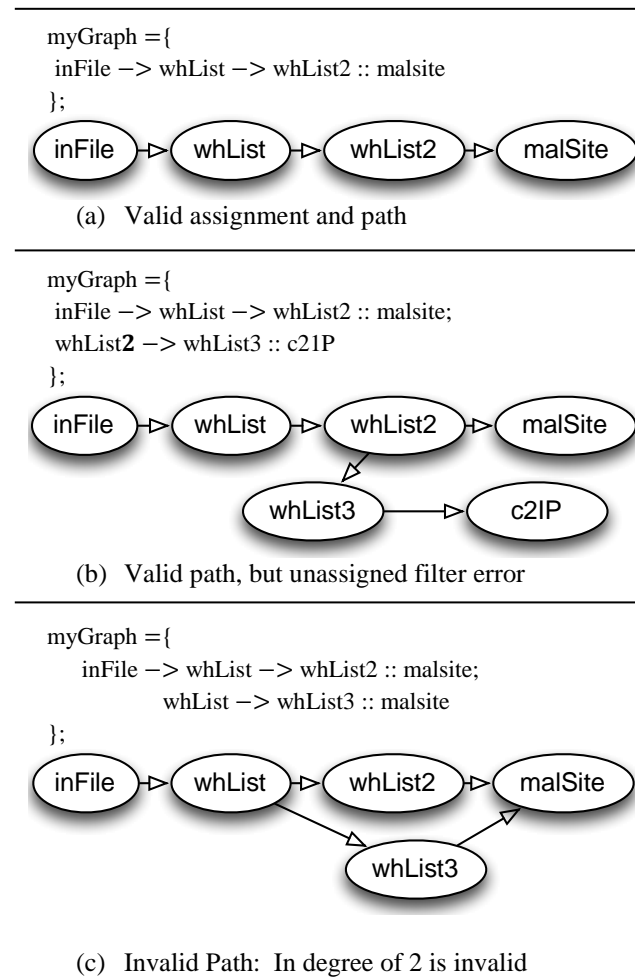 myGraph ={
inFile −> whList −> whList2 :: malsite
};
inFile whList whList2 malSite
(a) Valid assignment and path
myGraph ={
inFile −> whList −> whList2 :: malsite;
whList2 −> whList3 :: c21P
};
inFile whList whList2 malSite
whList3 c2IP
(b) Valid path, but unassigned filter error
myGraph ={
inFile −> whList −> whList2 :: malsite;
whList −> whList3 :: malsite
};
inFile whList whList2 malSite
whList3
(c) Invalid Path: In degree of 2 is invalid